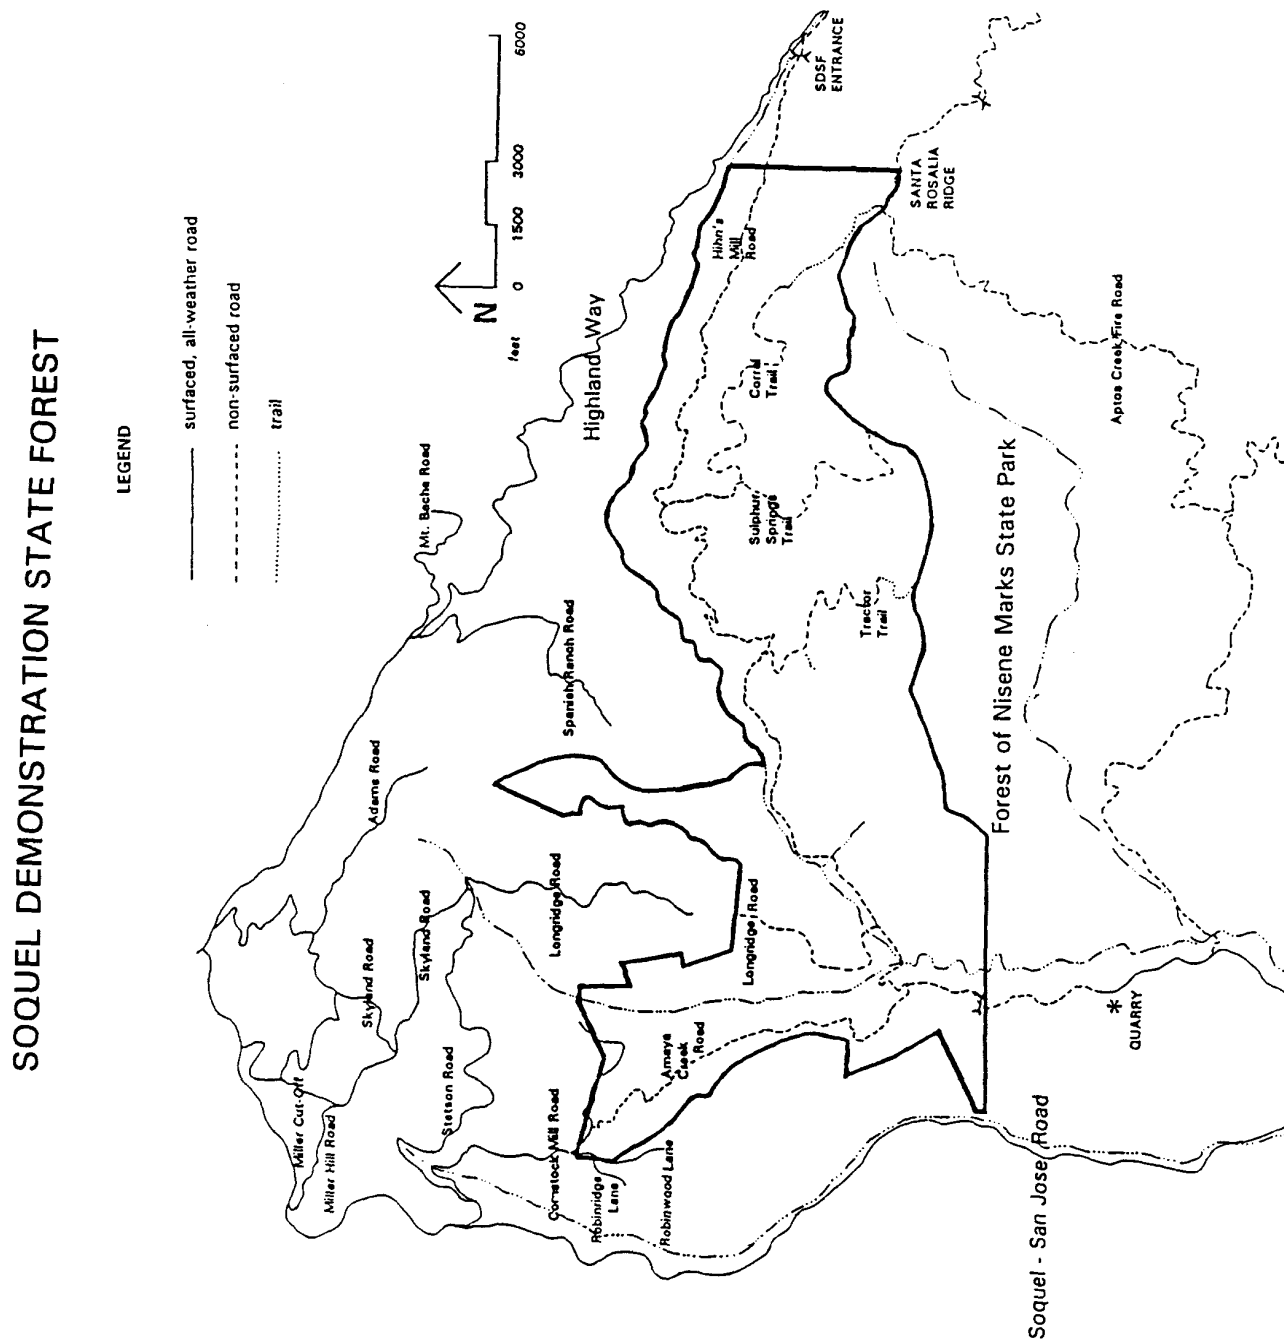 SOQUEL DEMONSTRATION STATE FOREST
LEGEND
surfaced, all-weather road
non-surfaced road
trail
N
feet
0
1500
3000
6000
Miller Cut-Off
Miller Hill Road
Skyland Road
Adams Road
Skyland Road
Stetson Road
Mt. Bache Road
Highland Way
Spanish Ranch Road
Longridge Road
Comstock Mill Road
Robinridge
Lane
Robinwood Lane
Amaya
Creek
Road
Longridge Road
Hihn's
Mill
Road
Corral
Trail
Sulphur
Springs
Trail
Tractor
Trail
SDSF
ENTRANCE
SANTA
ROSALIA
RIDGE
Forest of Nisene Marks State Park
Aptos Creek Fire Road
QUARRY
Soquel - San Jose Road